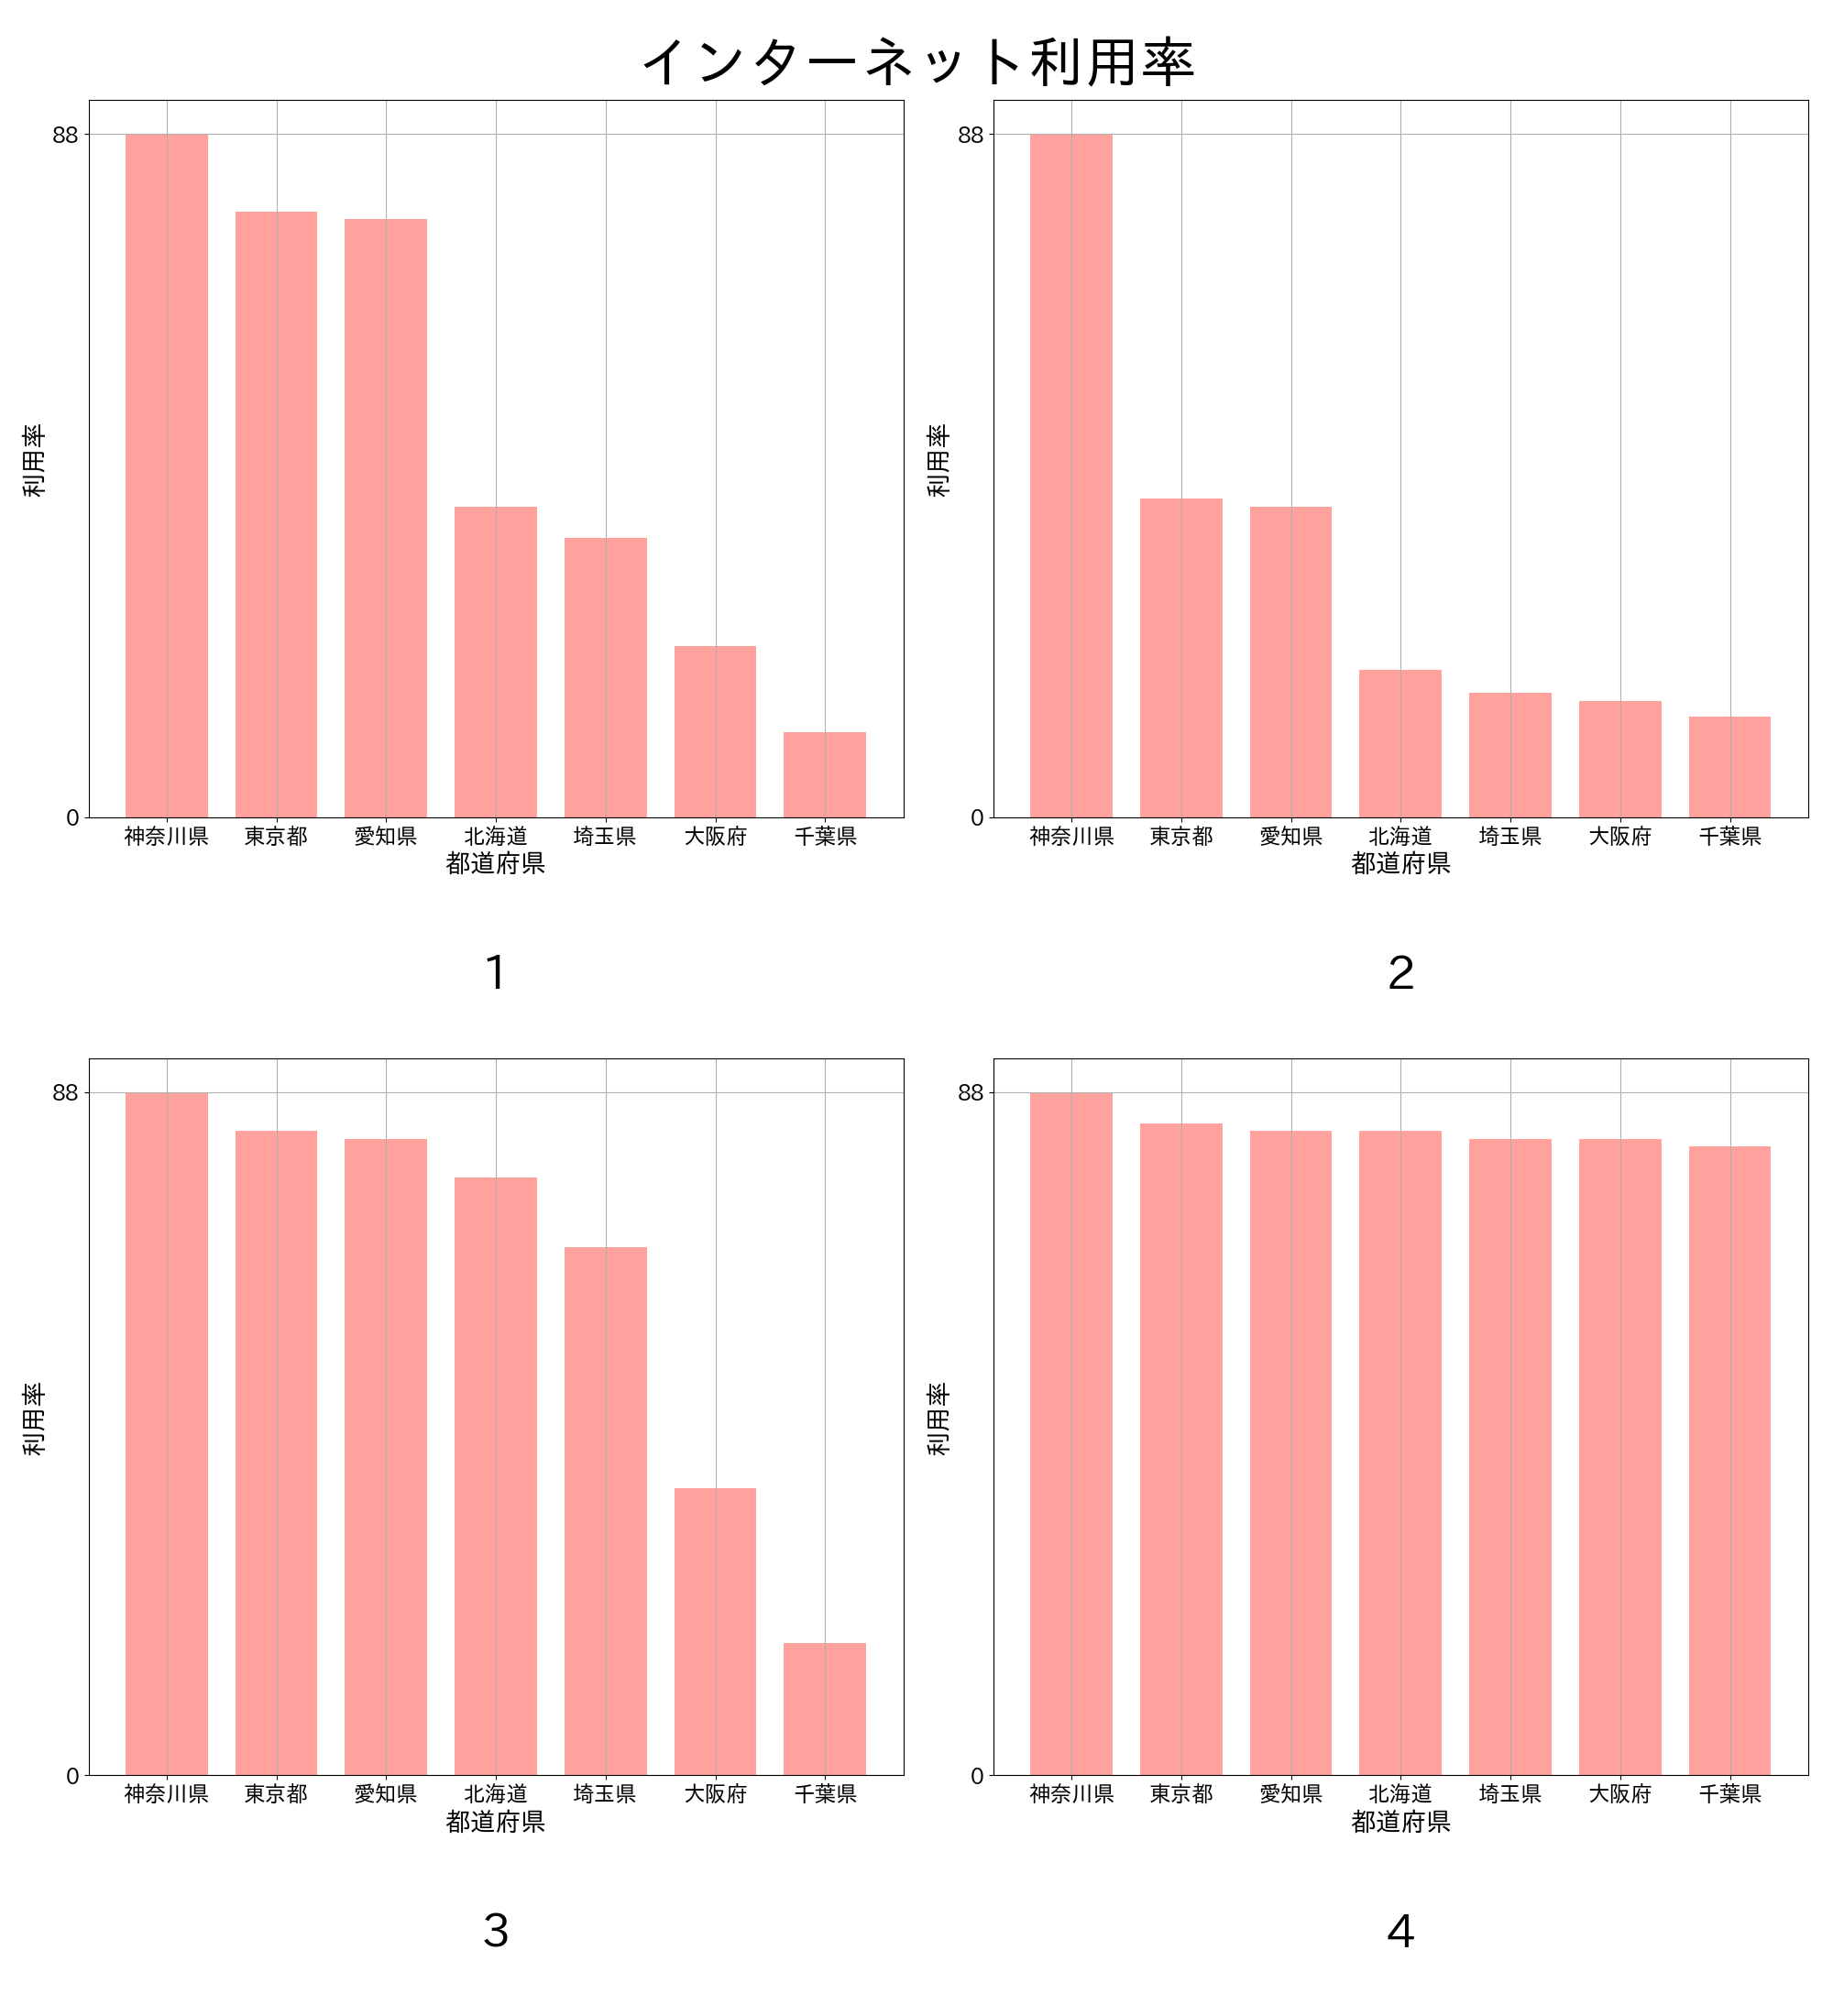 インターネット利用率
88
0
利用率
神奈川県 東京都 愛知県 北海道 埼玉県 大阪府 千葉県
都道府県
1
88
0
利用率
神奈川県 東京都 愛知県 北海道 埼玉県 大阪府 千葉県
都道府県
2
88
0
利用率
神奈川県 東京都 愛知県 北海道 埼玉県 大阪府 千葉県
都道府県
3
88
0
利用率
神奈川県 東京都 愛知県 北海道 埼玉県 大阪府 千葉県
都道府県
4